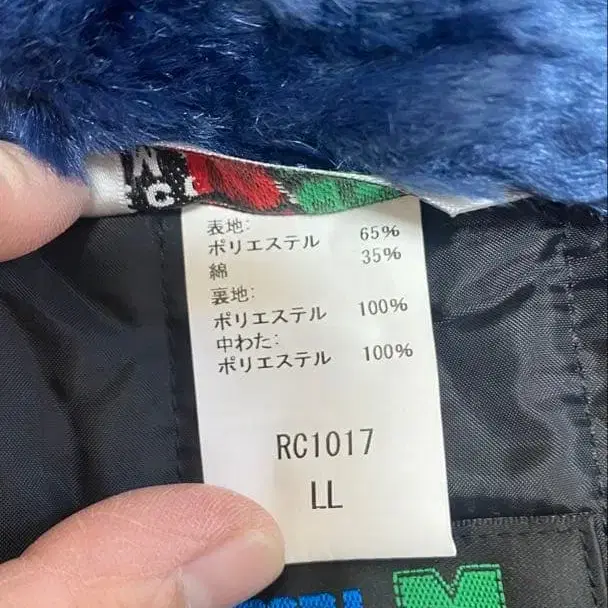 表地:
ポリエステル 65%
綿 35%
裏地:
ポリエステル 100%
中わた:
ポリエステル 100%
RC1017
LL